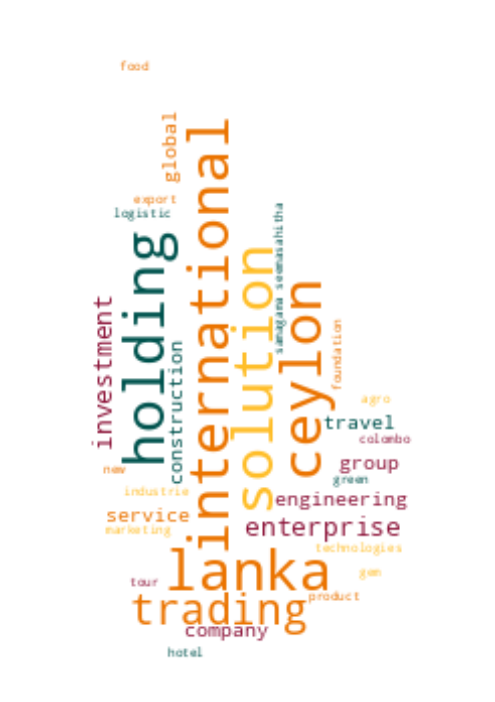 food
global
international
export
logistic
samagama seemasahitha
holding
solution
ceylon
investment
foundation
construction
agro
travel
colombo
group
new
green
industrie
engineering
service
enterprise
marketing
technologies
lanka
gem
tour
trading
product
company
hotel